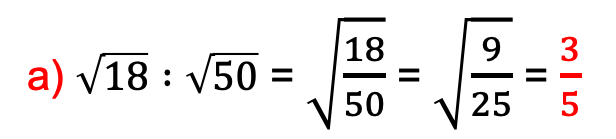 a) √18 : √50 = √(18/50) = √(9/25) = 3/5